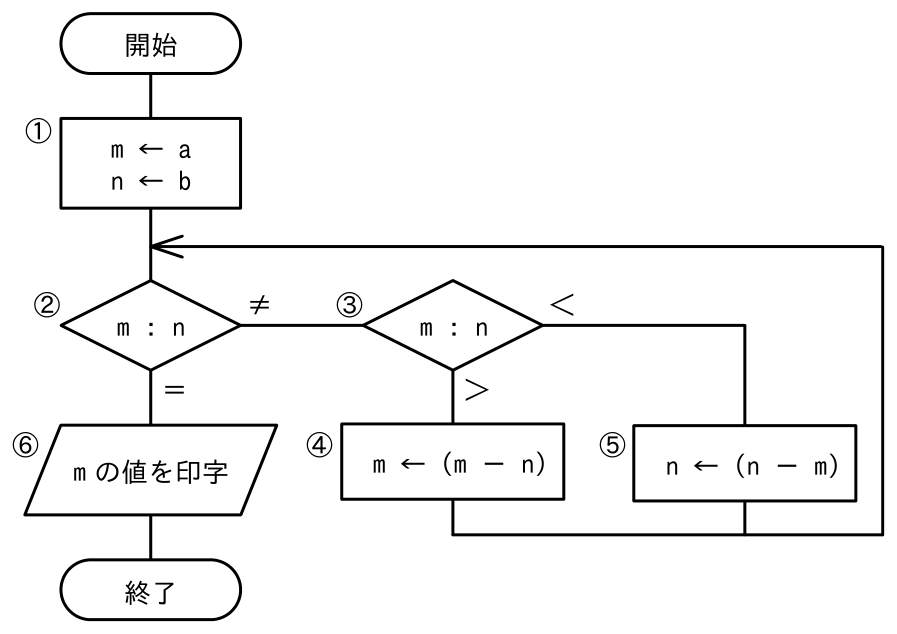 開始
①
m ← a
n ← b
②
m : n
≠
③
m : n
<
=
>
⑥
mの値を印字
④
m ← (m － n)
⑤
n ← (n － m)
終了